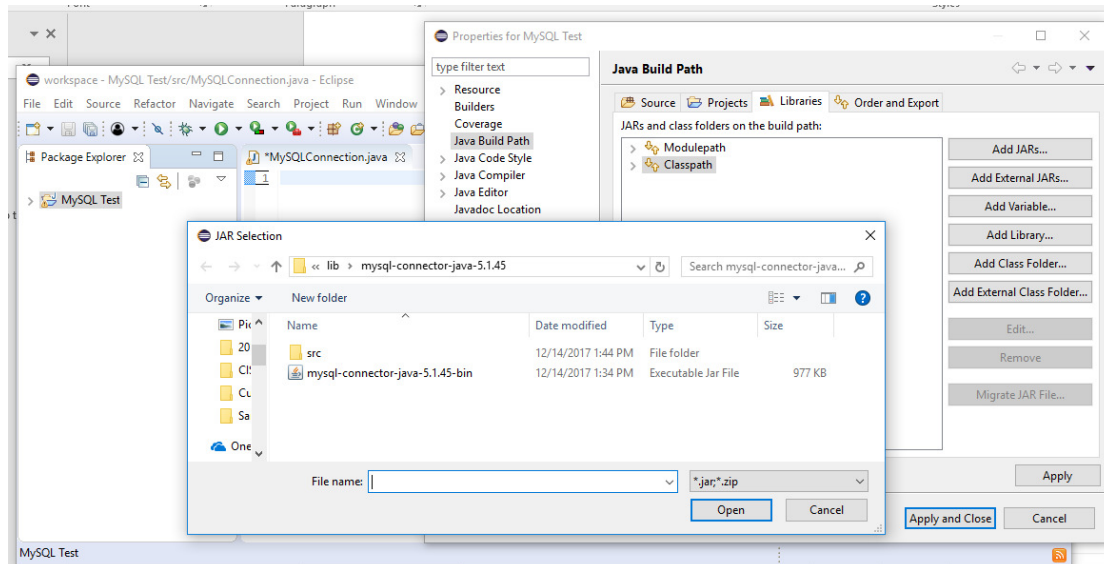 Properties for MySQL Test
type filter text
Java Build Path
workspace - MySQL Test/src/MySQLConnection.java - Eclipse
File Edit Source Refactor Navigate Search Project Run Window
Resource
Builders
Coverage
Java Build Path
Java Code Style
Java Compiler
Java Editor
Javadoc Location
Source Projects Libraries Order and Export
JARs and class folders on the build path:
Modulepath
Classpath
Add JARs...
Add External JARs...
Add Variable...
Add Library...
Add Class Folder...
Add External Class Folder...
Edit...
Remove
Migrate JAR File...
Apply
Apply and Close Cancel
Package Explorer
*MySQLConnection.java
1
MySQL Test
JAR Selection
« lib › mysql-connector-java-5.1.45
Search mysql-connector-java...
Organize New folder
Name Date modified Type Size
Pic
20
Cu
Sa
One
src 12/14/2017 1:44 PM File folder
mysql-connector-java-5.1.45-bin 12/14/2017 1:34 PM Executable Jar File 977 KB
File name:
*.jar;*.zip
Open Cancel
MySQL Test